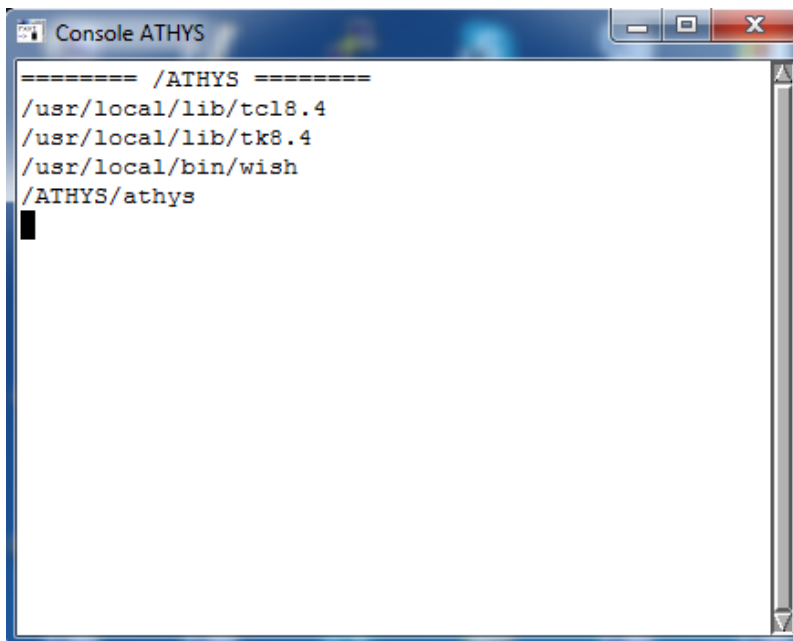 Console ATHYS
======== /ATHYS ========
/usr/local/lib/tcl8.4
/usr/local/lib/tk8.4
/usr/local/bin/wish
/ATHYS/athys